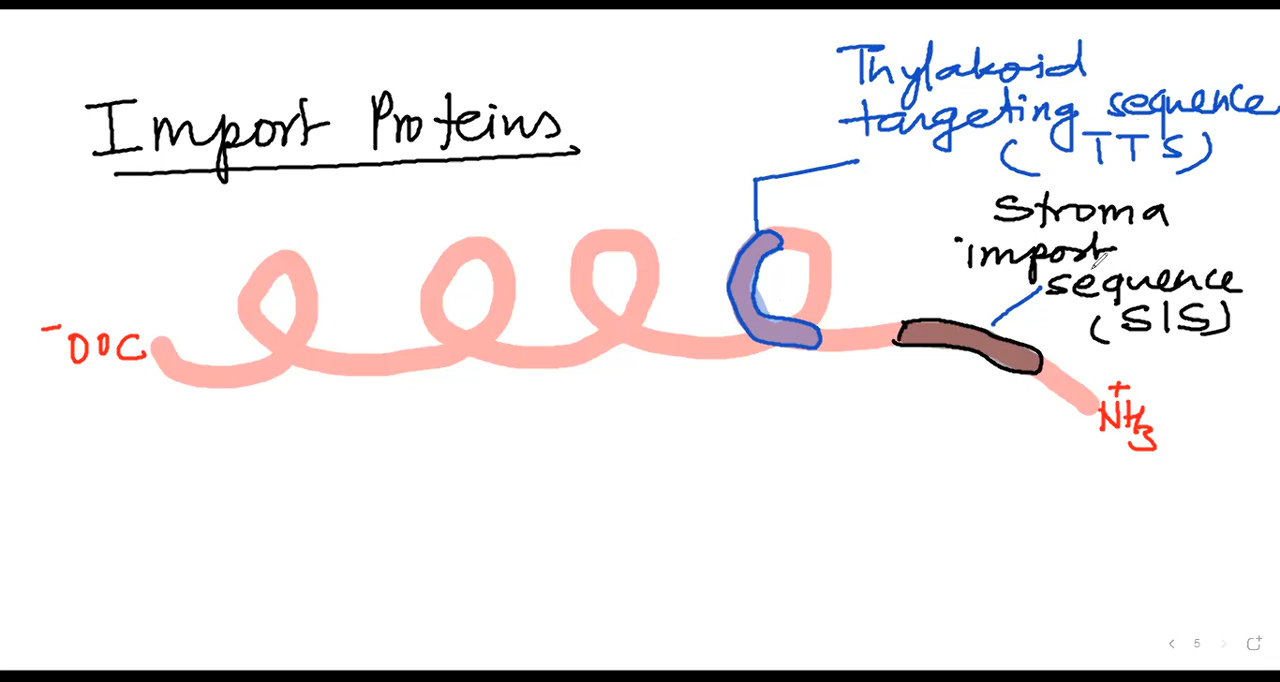 Import Proteins
Thylakoid
targeting sequence
(TTS)
Stroma
import
sequence
(SIS)
-OOC
+
NH3
5